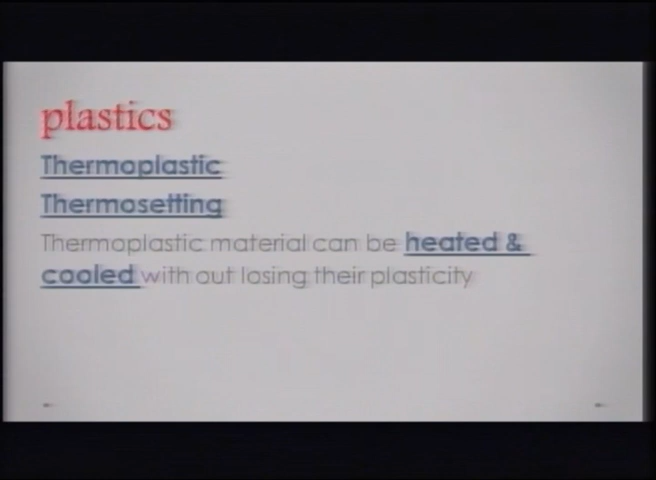 plastics
Thermoplastic
Thermosetting
Thermoplastic material can be heated &
cooled with out losing their plasticity